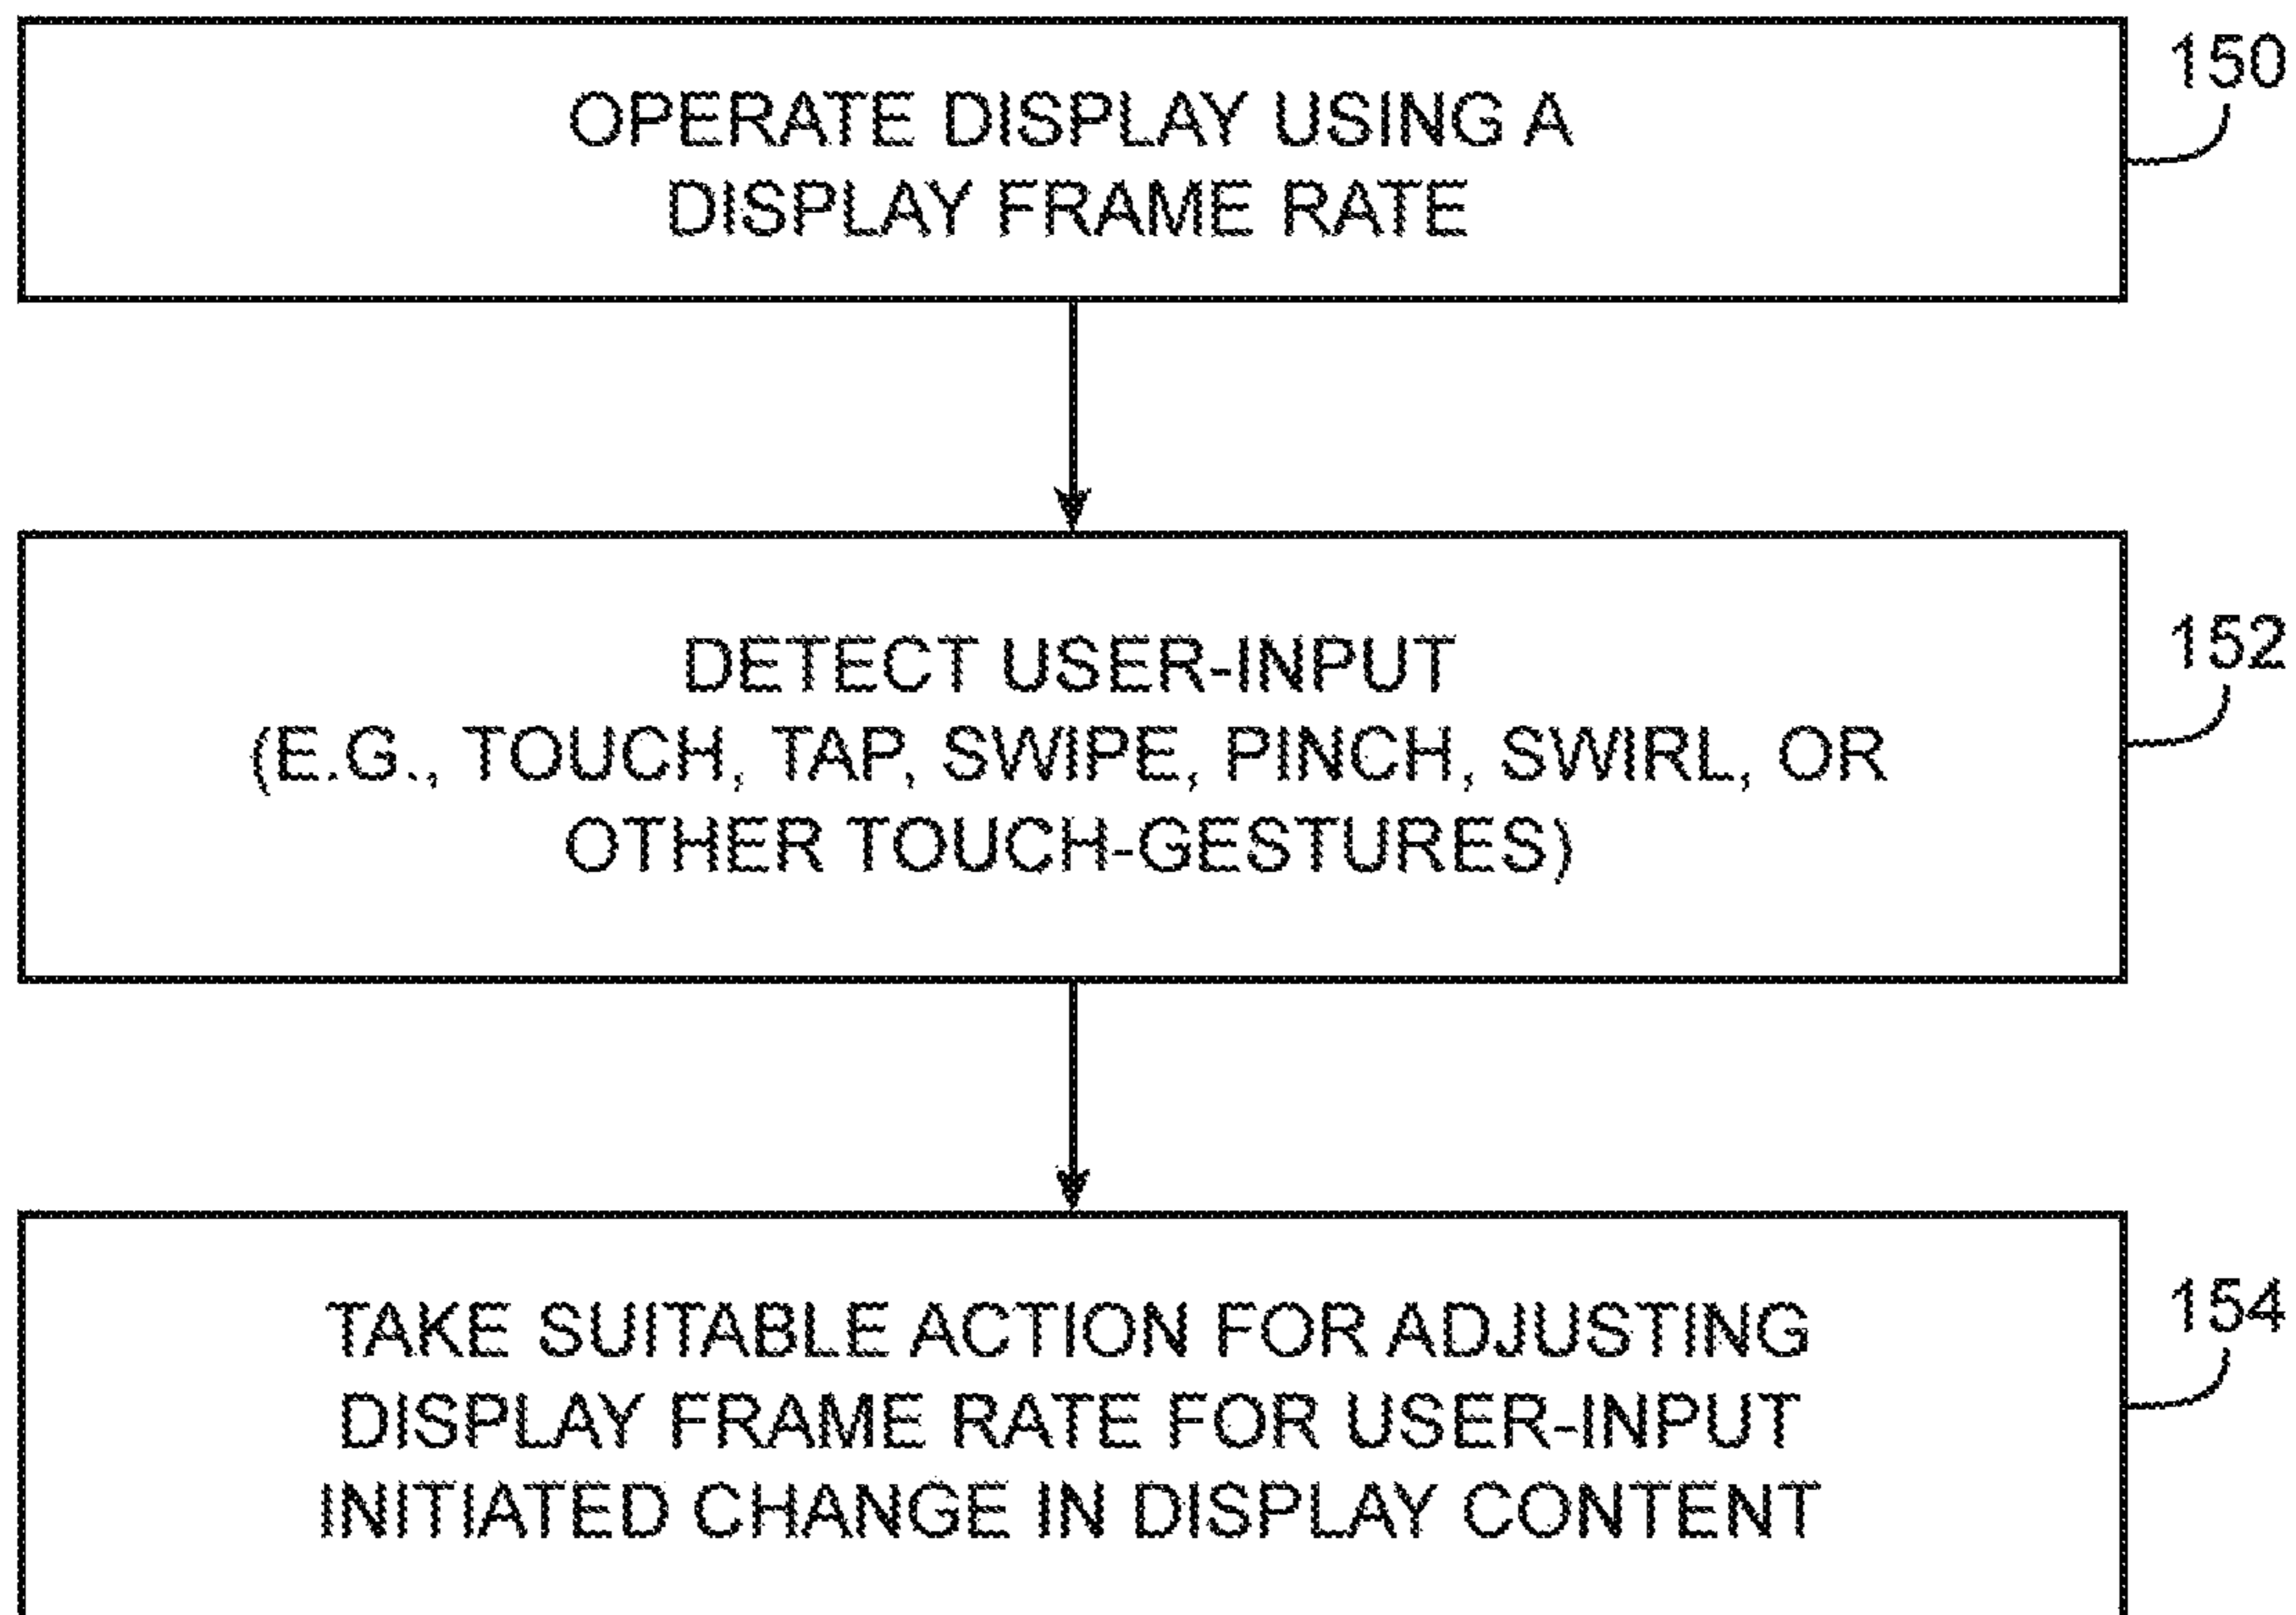 OPERATE DISPLAY USING A
DISPLAY FRAME RATE
150
DETECT USER-INPUT
(E.G., TOUCH, TAP, SWIPE, PINCH, SWIRL, OR
OTHER TOUCH-GESTURES)
152
TAKE SUITABLE ACTION FOR ADJUSTING
DISPLAY FRAME RATE FOR USER-INPUT
INITIATED CHANGE IN DISPLAY CONTENT
154